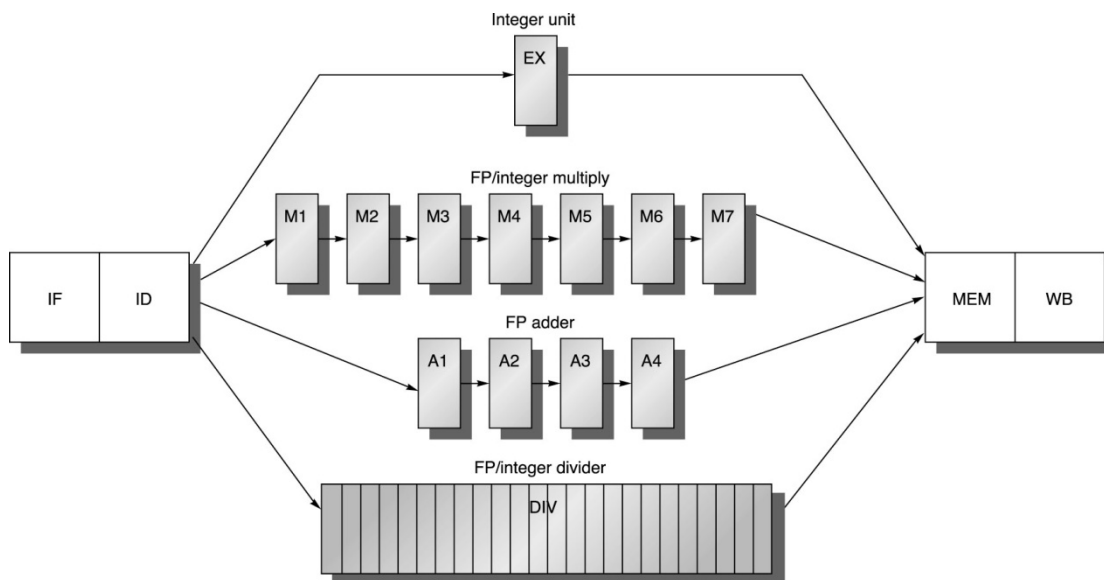 Integer unit
EX
FP/integer multiply
M1 M2 M3 M4 M5 M6 M7
IF ID
MEM WB
FP adder
A1 A2 A3 A4
FP/integer divider
DIV